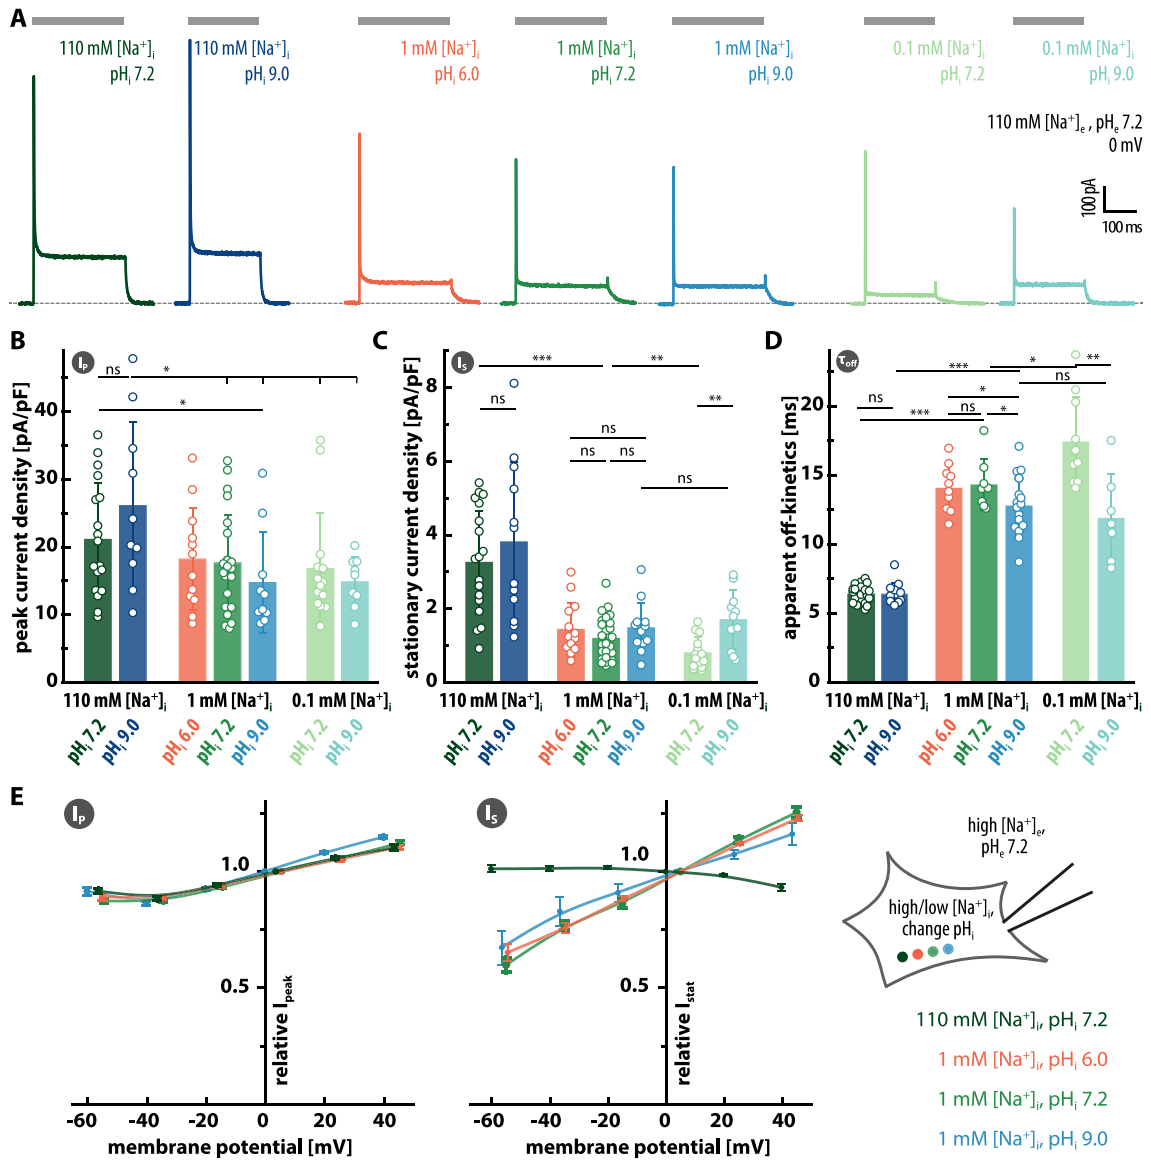 A
110 mM [Na⁺]ᵢ
pHᵢ 7.2
110 mM [Na⁺]ᵢ
pHᵢ 9.0
1 mM [Na⁺]ᵢ
pHᵢ 6.0
1 mM [Na⁺]ᵢ
pHᵢ 7.2
1 mM [Na⁺]ᵢ
pHᵢ 9.0
0.1 mM [Na⁺]ᵢ
pHᵢ 7.2
0.1 mM [Na⁺]ᵢ
pHᵢ 9.0
110 mM [Na⁺]ₑ , pHₑ 7.2
0 mV
100 pA
100 ms
B
Iₚ
peak current density [pA/pF]
40
30
20
10
0
ns
*
*
110 mM [Na⁺]ᵢ
1 mM [Na⁺]ᵢ
0.1 mM [Na⁺]ᵢ
pHᵢ 7.2
pHᵢ 9.0
pHᵢ 6.0
pHᵢ 7.2
pHᵢ 9.0
pHᵢ 7.2
pHᵢ 9.0
C
Iₛ
stationary current density [pA/pF]
8
6
4
2
0
***
**
ns
**
ns
ns
ns
ns
110 mM [Na⁺]ᵢ
1 mM [Na⁺]ᵢ
0.1 mM [Na⁺]ᵢ
pHᵢ 7.2
pHᵢ 9.0
pHᵢ 6.0
pHᵢ 7.2
pHᵢ 9.0
pHᵢ 7.2
pHᵢ 9.0
D
τoff
apparent off-kinetics [ms]
20
15
10
5
0
***
*
**
ns
*
ns
***
ns
*
110 mM [Na⁺]ᵢ
1 mM [Na⁺]ᵢ
0.1 mM [Na⁺]ᵢ
pHᵢ 7.2
pHᵢ 9.0
pHᵢ 6.0
pHᵢ 7.2
pHᵢ 9.0
pHᵢ 7.2
pHᵢ 9.0
E
Iₚ
1.0
0.5
relative Ipeak
-60
-40
-20
0
20
40
membrane potential [mV]
Iₛ
1.0
0.5
relative Istat
-60
-40
-20
0
20
40
membrane potential [mV]
high [Na⁺]ₑ,
pHₑ 7.2
high/low [Na⁺]ᵢ,
change pHᵢ
110 mM [Na⁺]ᵢ, pHᵢ 7.2
1 mM [Na⁺]ᵢ, pHᵢ 6.0
1 mM [Na⁺]ᵢ, pHᵢ 7.2
1 mM [Na⁺]ᵢ, pHᵢ 9.0